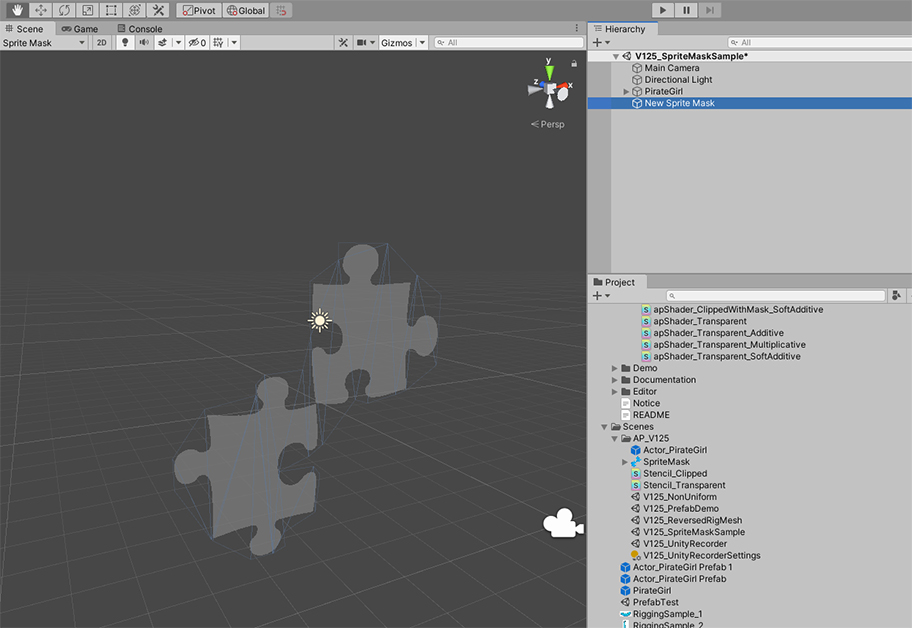 Pivot Global
Scene Game Console
Sprite Mask 2D 0 Gizmos All
y
z x
Persp
Hierarchy
All
V125_SpriteMaskSample*
Main Camera
Directional Light
PirateGirl
New Sprite Mask
Project
apShader_ClippedWithMask_SoftAdditive
apShader_Transparent
apShader_Transparent_Additive
apShader_Transparent_Multiplicative
apShader_Transparent_SoftAdditive
Demo
Documentation
Editor
Notice
README
Scenes
AP_V125
Actor_PirateGirl
SpriteMask
Stencil_Clipped
Stencil_Transparent
V125_NonUniform
V125_PrefabDemo
V125_ReversedRigMesh
V125_SpriteMaskSample
V125_UnityRecorder
V125_UnityRecorderSettings
Actor_PirateGirl Prefab 1
Actor_PirateGirl Prefab
PirateGirl
PrefabTest
RiggingSample_1
RiggingSample_2